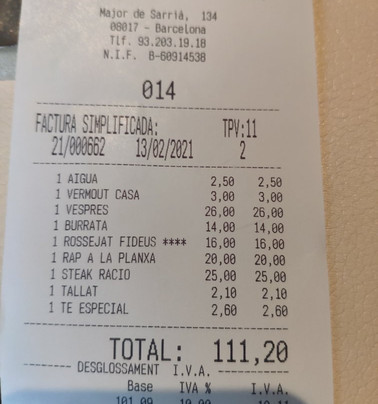 Major de Sarrià, 134
08017 - Barcelona
Tlf. 93.203.19.18
N.I.F. B-60914538
014
FACTURA SIMPLIFICADA: TPV:11
21/000662 13/02/2021 2
1 AIGUA 2,50 2,50
1 VERMOUT CASA 3,00 3,00
1 VESPRES 26,00 26,00
1 BURRATA 14,00 14,00
1 ROSSEJAT FIDEUS **** 16,00 16,00
1 RAP A LA PLANXA 20,00 20,00
1 STEAK RACIO 25,00 25,00
1 TALLAT 2,10 2,10
1 TE ESPECIAL 2,60 2,60
TOTAL: 111,20
DESGLOSSAMENT I.V.A.
Base IVA % I.V.A.
101,09 10,00